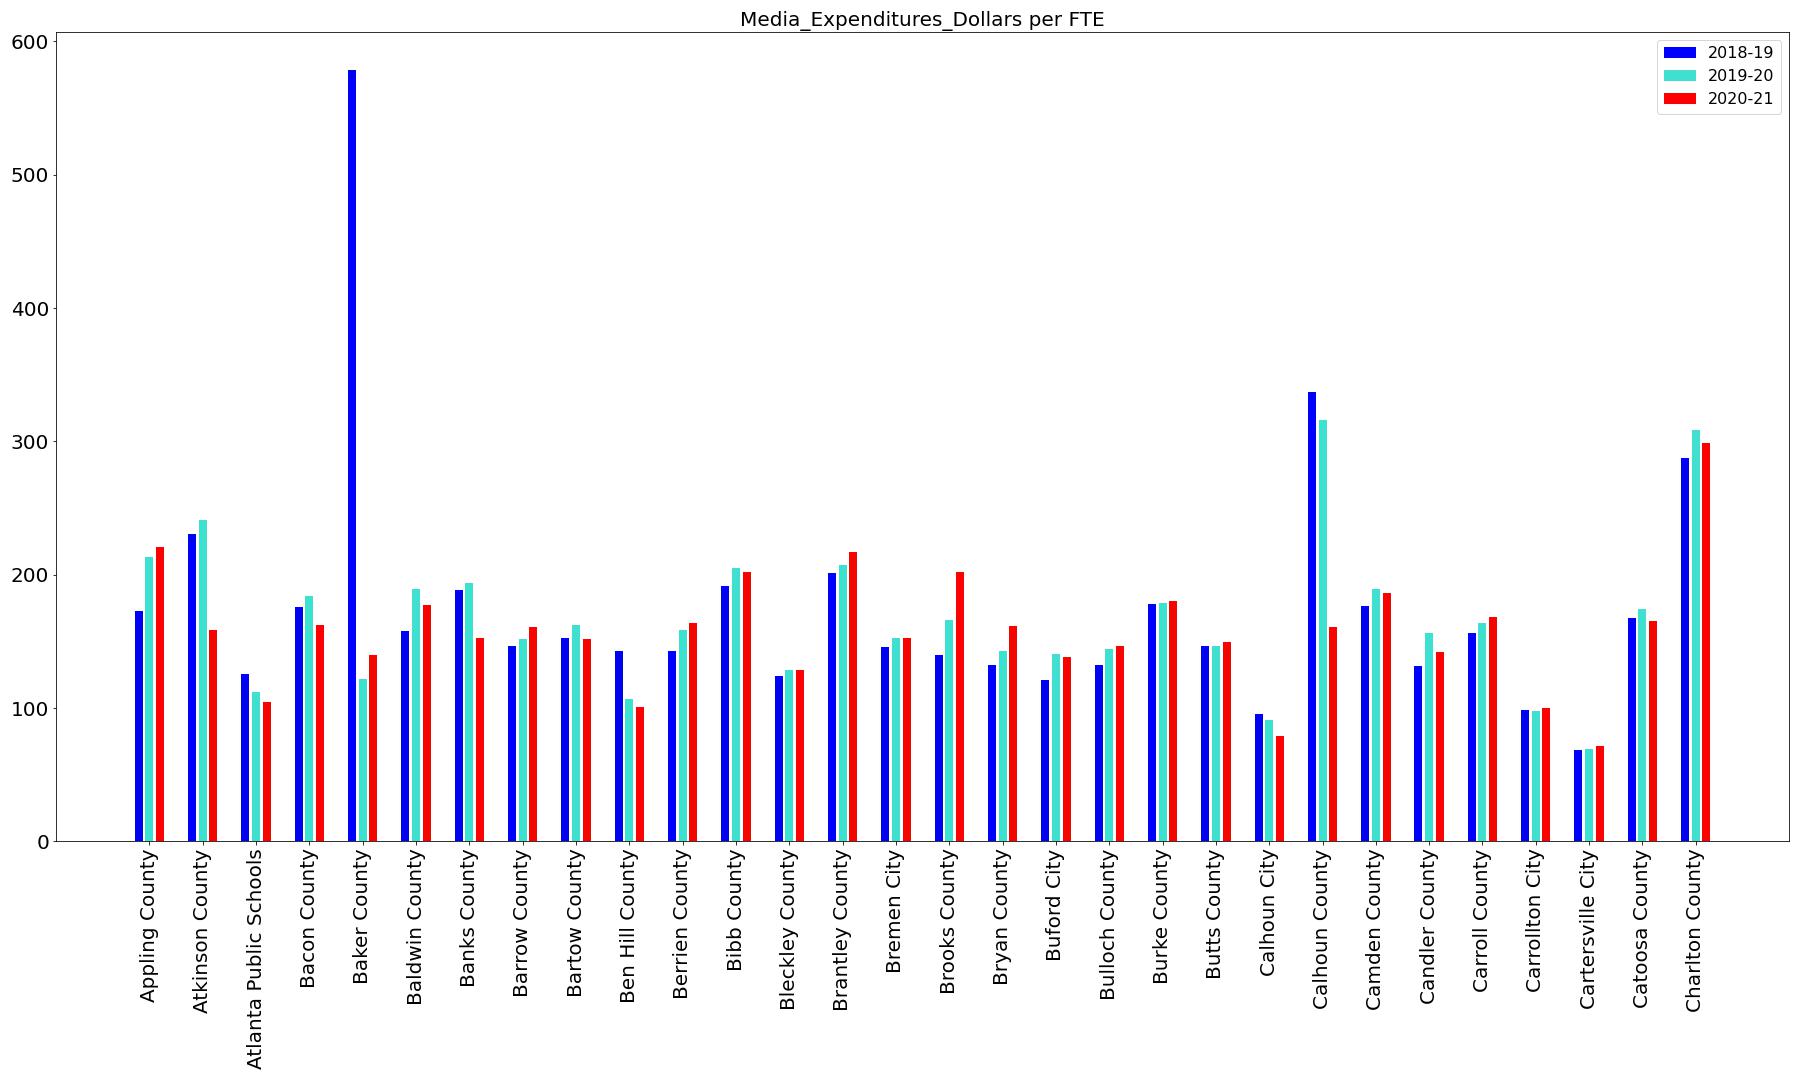 Media_Expenditures_Dollars per FTE
600
500
400
300
200
100
0
2018-19
2019-20
2020-21
Appling County
Atkinson County
Atlanta Public Schools
Bacon County
Baker County
Baldwin County
Banks County
Barrow County
Bartow County
Ben Hill County
Berrien County
Bibb County
Bleckley County
Brantley County
Bremen City
Brooks County
Bryan County
Buford City
Bulloch County
Burke County
Butts County
Calhoun City
Calhoun County
Camden County
Candler County
Carroll County
Carrollton City
Cartersville City
Catoosa County
Charlton County